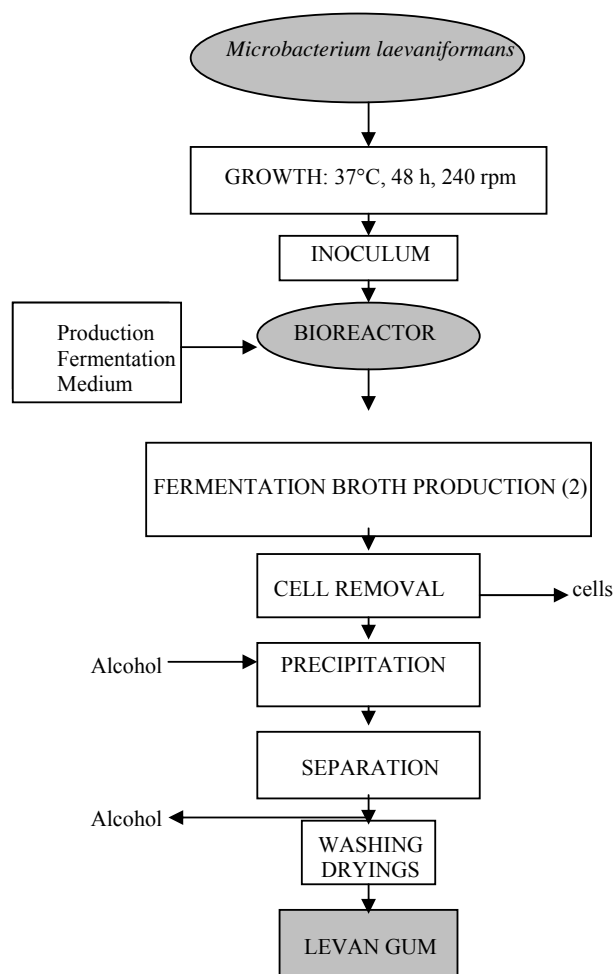 Microbacterium laevaniformans
GROWTH: 37°C, 48 h, 240 rpm
INOCULUM
Production
Fermentation
Medium
BIOREACTOR
FERMENTATION BROTH PRODUCTION (2)
CELL REMOVAL
cells
Alcohol
PRECIPITATION
SEPARATION
Alcohol
WASHING
DRYINGS
LEVAN GUM